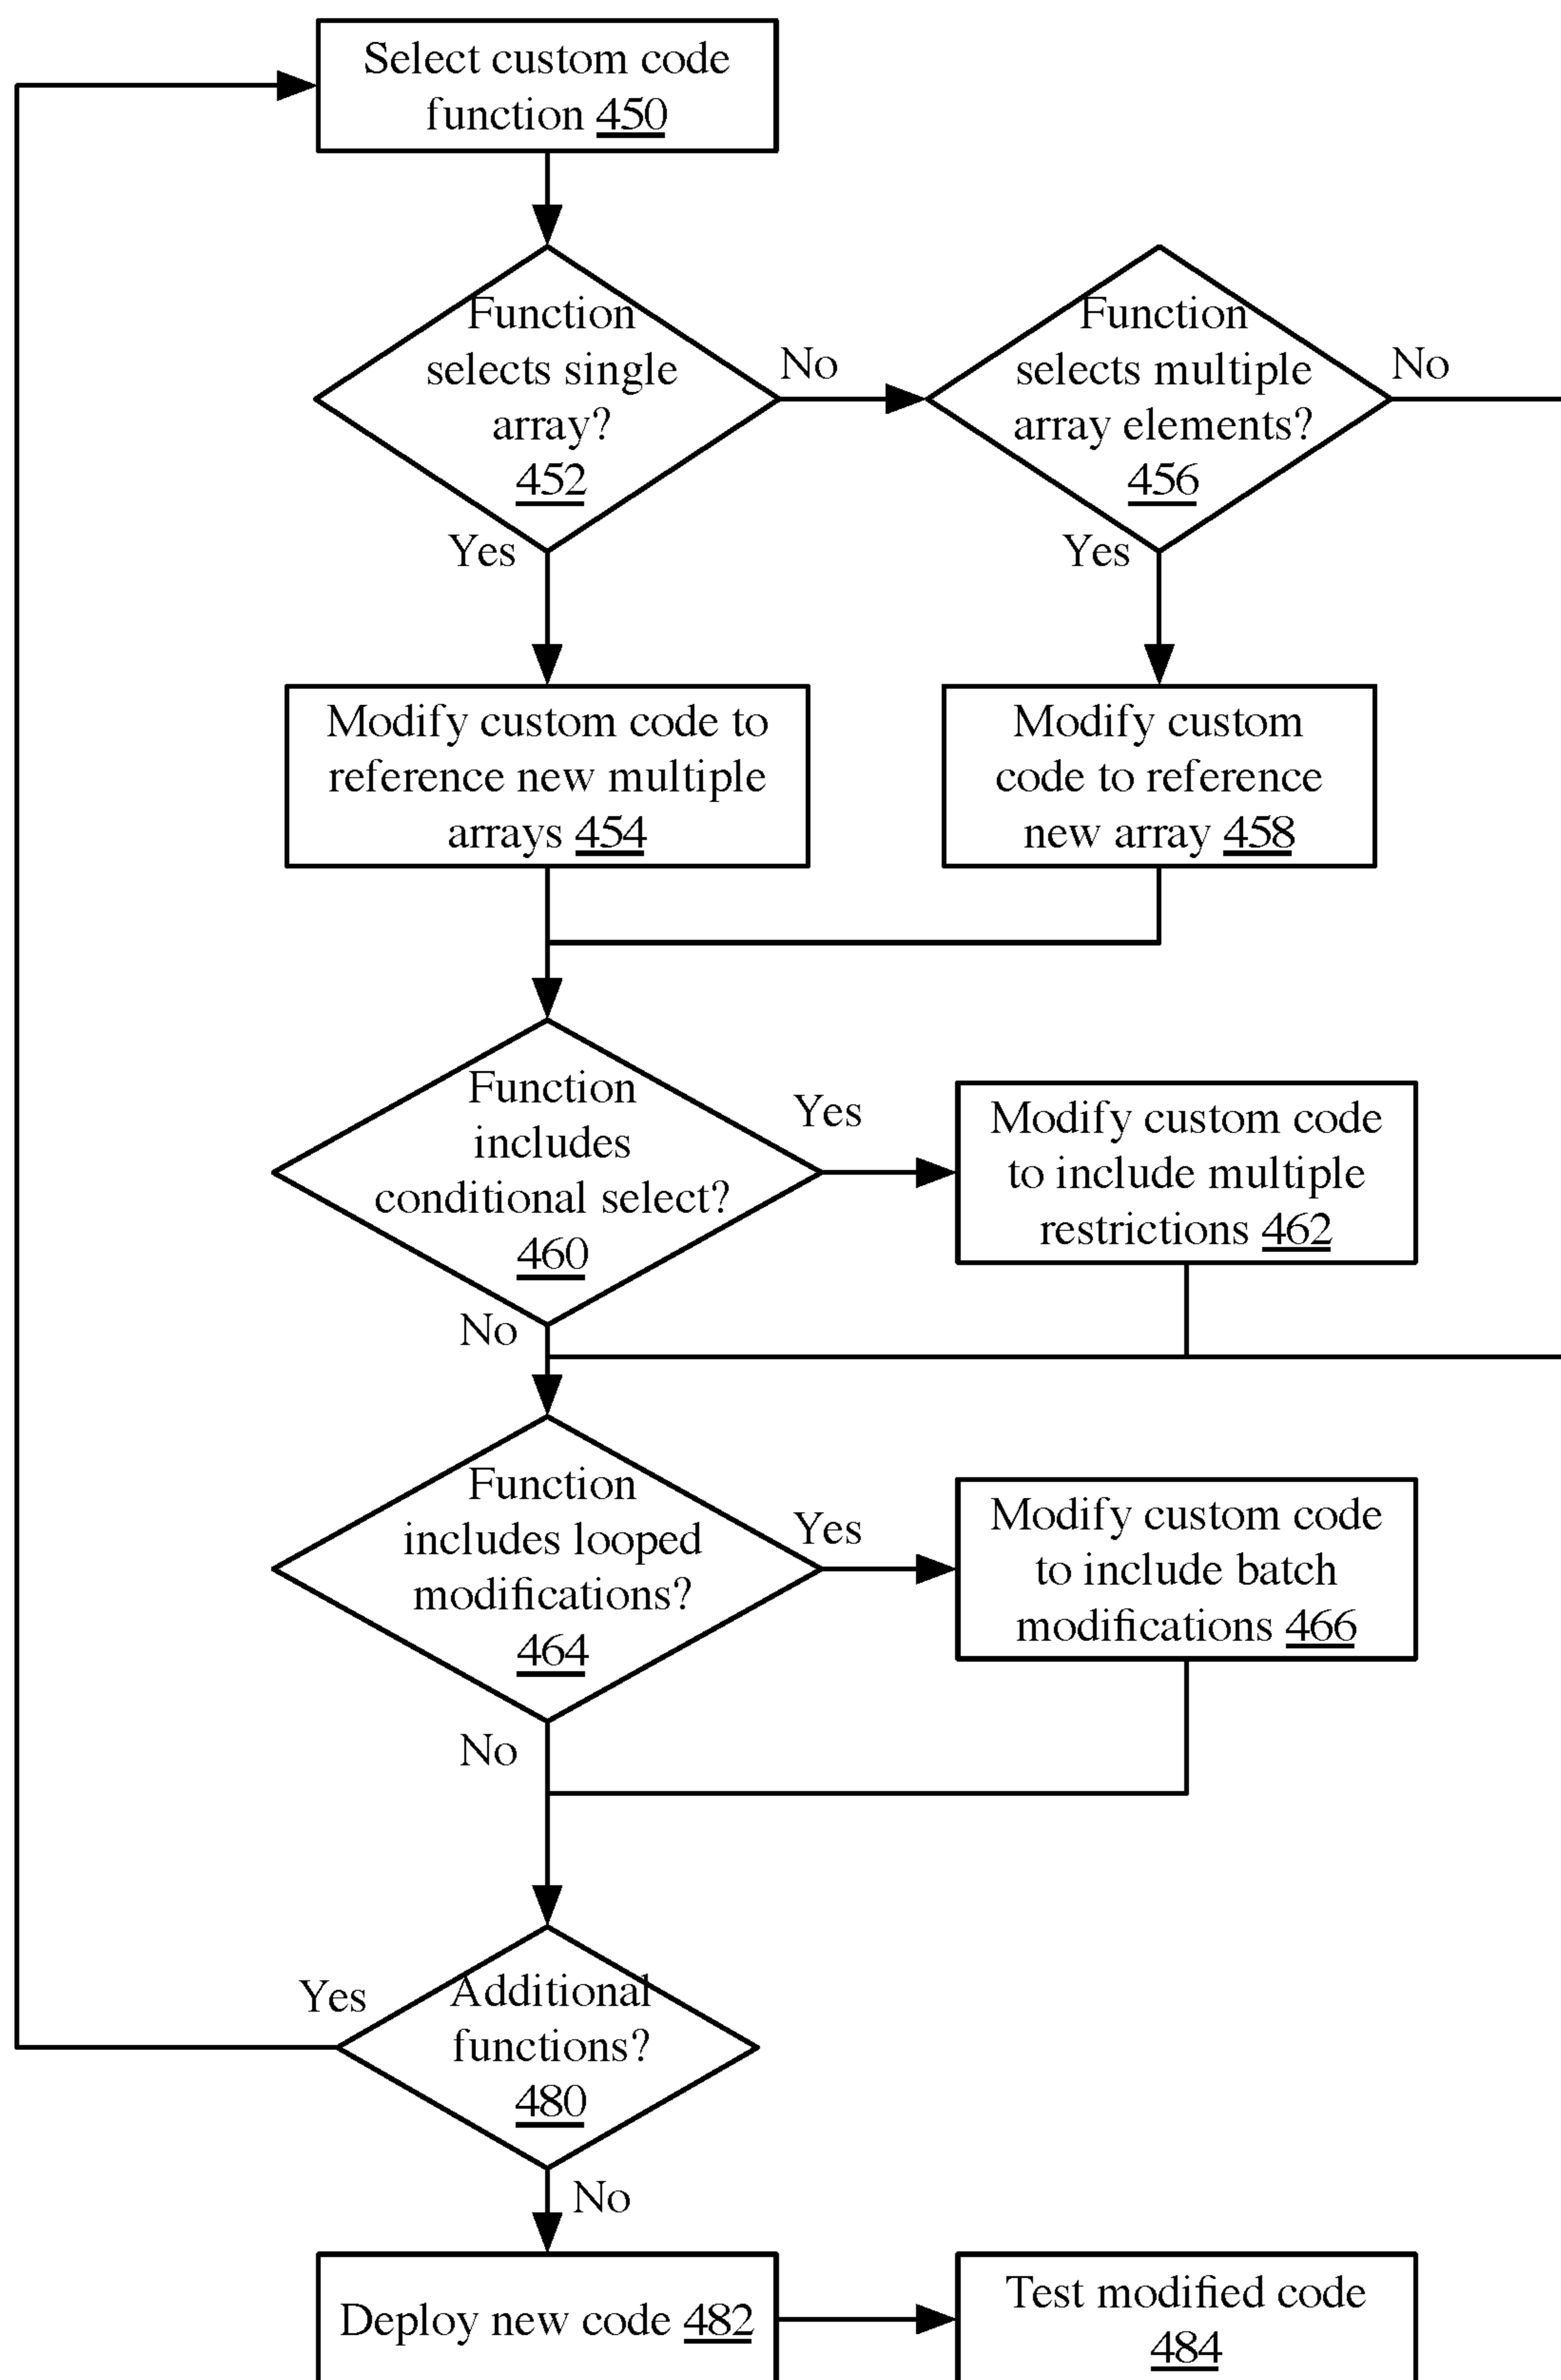 Select custom code
function 450
Function
selects single
array?
452
No
Function
selects multiple
array elements?
456
No
Yes
Yes
Modify custom code to
reference new multiple
arrays 454
Modify custom
code to reference
new array 458
Function
includes
conditional select?
460
Yes
Modify custom code
to include multiple
restrictions 462
No
Function
includes looped
modifications?
464
Yes
Modify custom code
to include batch
modifications 466
No
Additional
functions?
480
Yes
No
Deploy new code 482
Test modified code
484